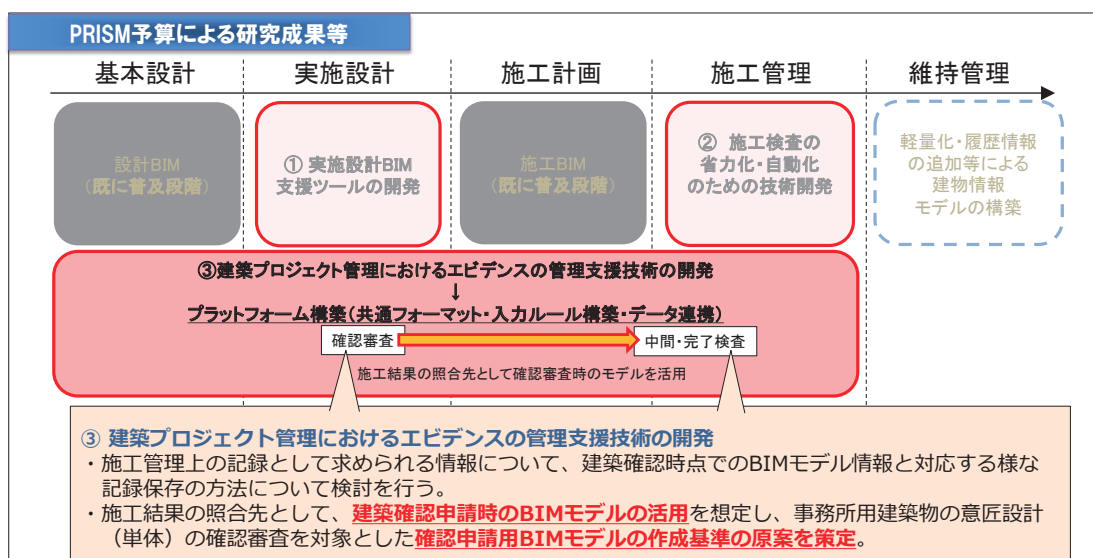 PRISM予算による研究成果等
基本設計
実施設計
施工計画
施工管理
維持管理
設計BIM
(既に普及段階)
① 実施設計BIM
支援ツールの開発
施工BIM
(既に普及段階)
② 施工検査の
省力化・自動化
のための技術開発
軽量化・履歴情報
の追加等による
建物情報
モデルの構築
③建築プロジェクト管理におけるエビデンスの管理支援技術の開発
↓
プラットフォーム構築(共通フォーマット・入力ルール構築・データ連携)
確認審査
中間・完了検査
施工結果の照合先として確認審査時のモデルを活用
③ 建築プロジェクト管理におけるエビデンスの管理支援技術の開発
・施工管理上の記録として求められる情報について、建築確認時点でのBIMモデル情報と対応する様な
記録保存の方法について検討を行う。
・施工結果の照合先として、建築確認申請時のBIMモデルの活用を想定し、事務所用建築物の意匠設計
（単体）の確認審査を対象とした確認申請用BIMモデルの作成基準の原案を策定。